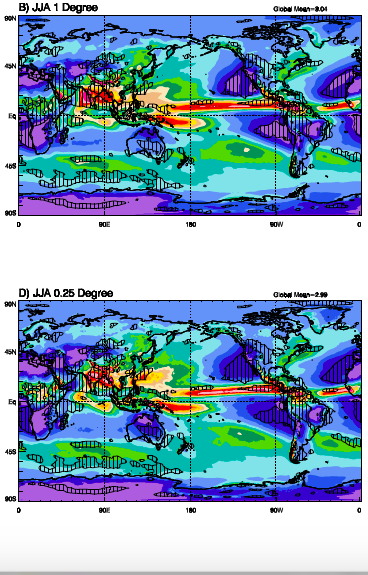 B) JJA 1 Degree
Global Mean=3.04
90N
45N
Eq
45S
90S
0
90E
180
90W
0
D) JJA 0.25 Degree
Global Mean=2.99
90N
45N
Eq
45S
90S
0
90E
180
90W
0